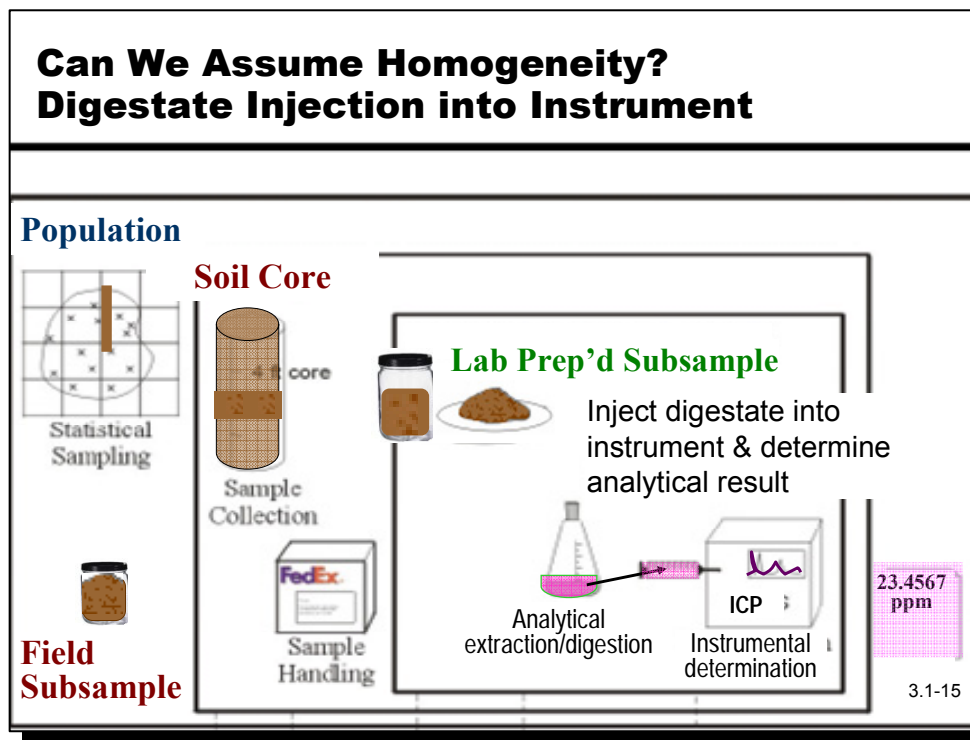 Can We Assume Homogeneity?
Digestate Injection into Instrument
Population
Statistical
Sampling
Field
Subsample
Soil Core
4 ft core
Sample
Collection
FedEx
Sample
Handling
Lab Prep’d Subsample
Inject digestate into
instrument & determine
analytical result
Analytical
extraction/digestion
ICP
Instrumental
determination
23.4567
ppm
3.1-15